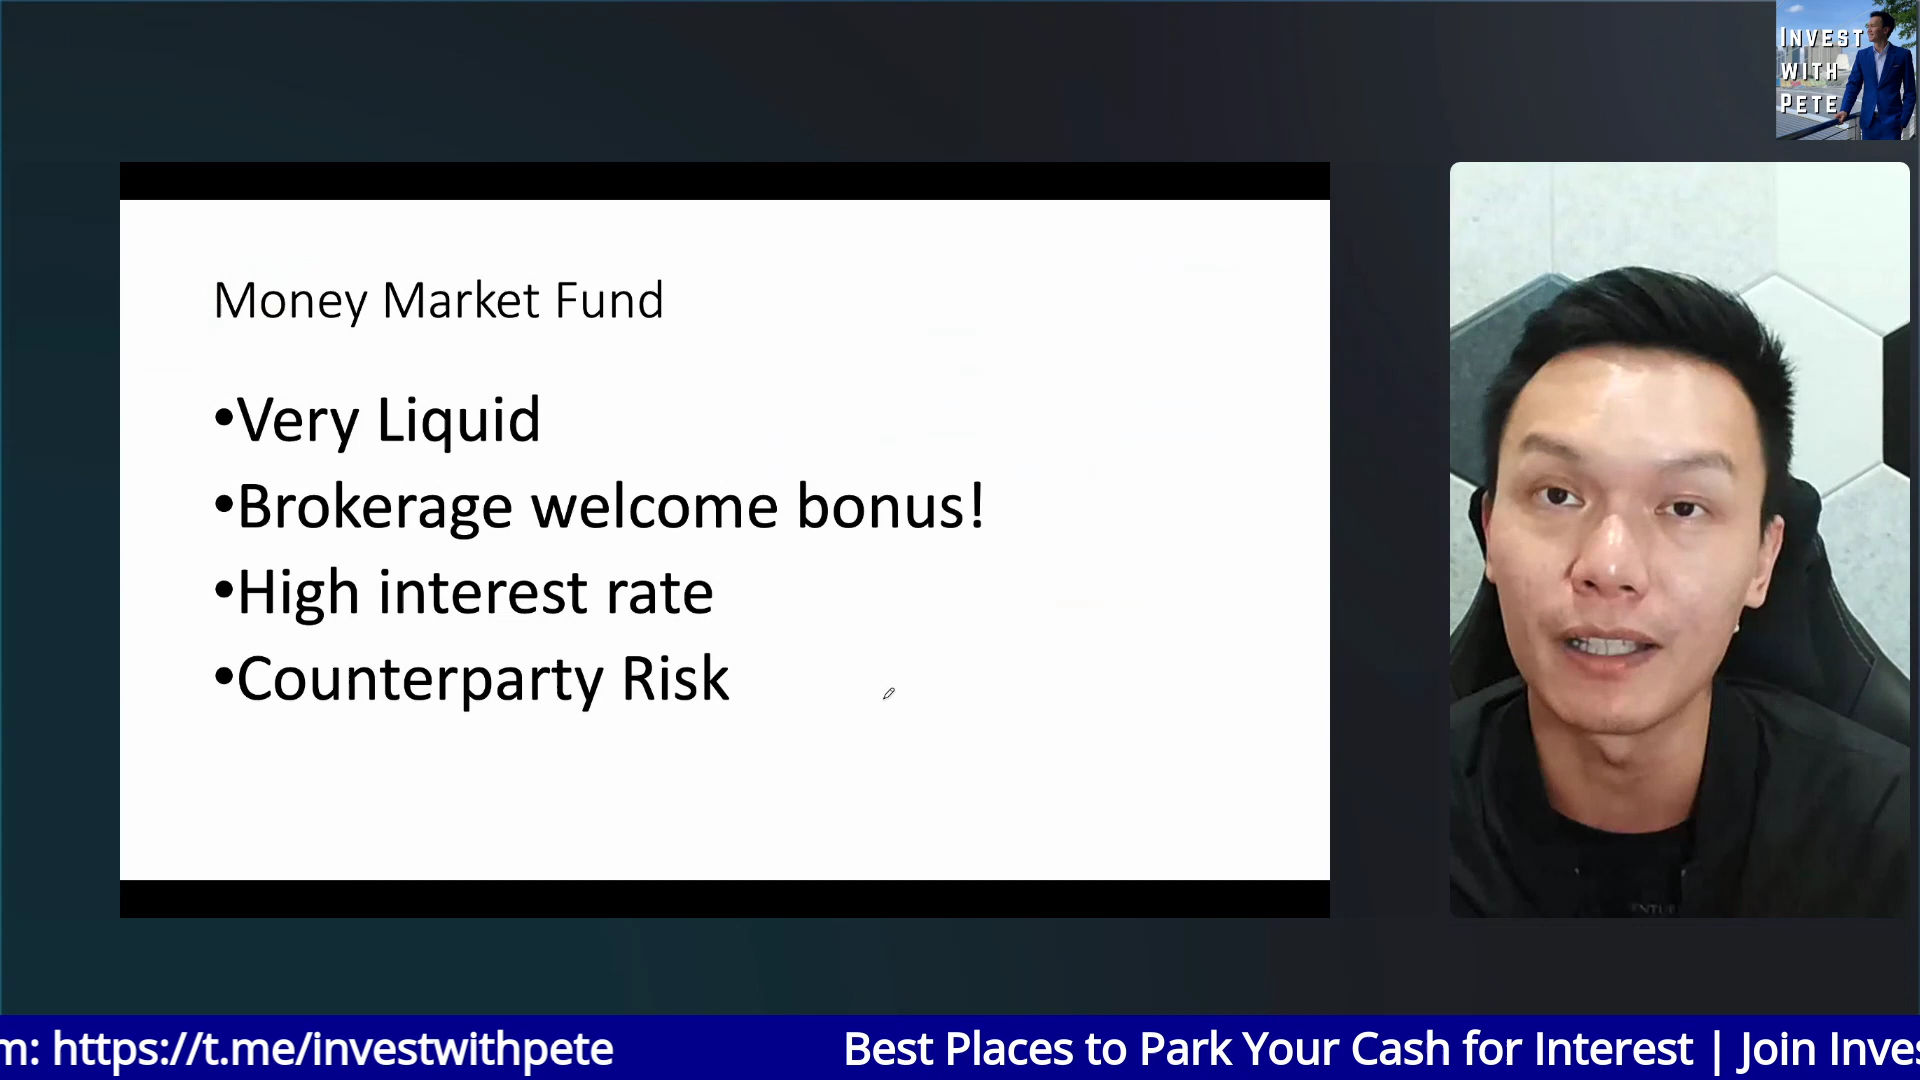 INVEST
WITH
PETE
Money Market Fund
•Very Liquid
•Brokerage welcome bonus!
•High interest rate
•Counterparty Risk
m: https://t.me/investwithpete Best Places to Park Your Cash for Interest | Join Inves